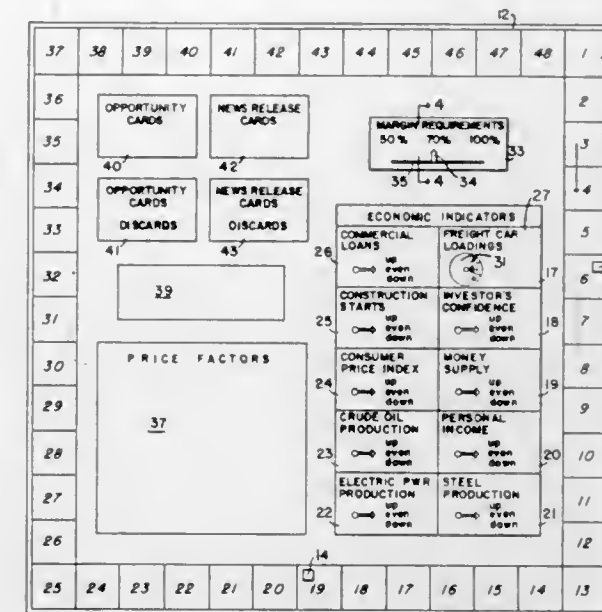 12
37 38 39 40 41 42 43 44 45 46 47 48 1
36 2
35 3
34 4
33 5
32 6
31 7
30 8
29 9
28 10
27 11
26 12
25 24 23 22 21 20 19 18 17 16 15 14 13
OPPORTUNITY
CARDS
40
NEWS RELEASE
CARDS
42
OPPORTUNITY
CARDS
DISCARDS
41
NEWS RELEASE
CARDS
DISCARDS
43
39
PRICE FACTORS
37
4
MARGIN REQUIREMENTS
50% 70% 100%
33
35 4 34
27
ECONOMIC INDICATORS
COMMERCIAL
LOANS
up
even
down
26
FREIGHT CAR
LOADINGS
31
17
CONSTRUCTION
STARTS
up
even
down
25
INVESTOR'S
CONFIDENCE
up
even
down
18
CONSUMER
PRICE INDEX
up
even
down
24
MONEY
SUPPLY
up
even
down
19
CRUDE OIL
PRODUCTION
up
even
down
23
PERSONAL
INCOME
up
even
down
20
ELECTRIC PWR
PRODUCTION
up
even
down
22
STEEL
PRODUCTION
up
even
down
21
14